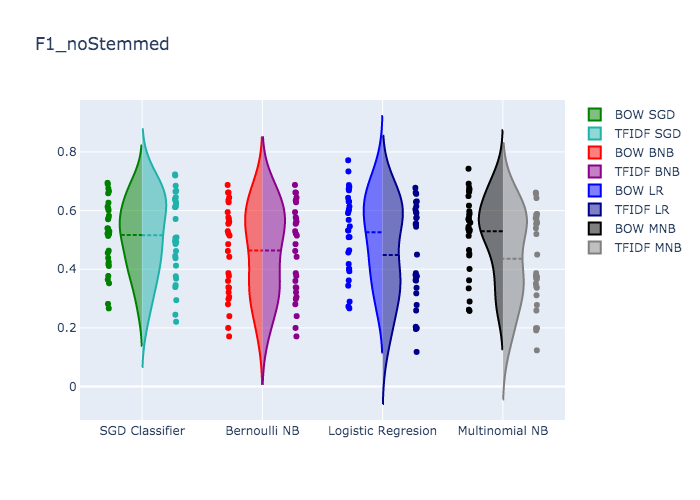 F1_noStemmed
0.8
0.6
0.4
0.2
0
SGD Classifier
Bernoulli NB
Logistic Regresion
Multinomial NB
BOW SGD
TFIDF SGD
BOW BNB
TFIDF BNB
BOW LR
TFIDF LR
BOW MNB
TFIDF MNB